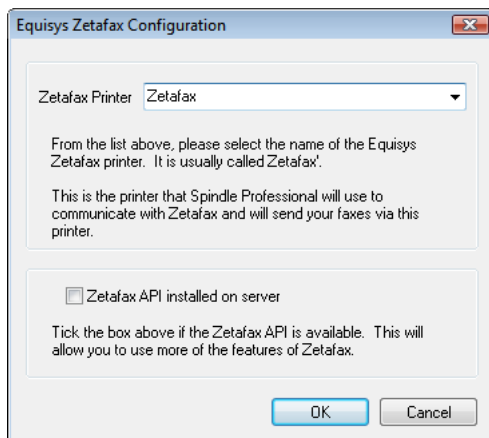 Equisys Zetafax Configuration
Zetafax Printer Zetafax
From the list above, please select the name of the Equisys
Zetafax printer. It is usually called Zetafax'.
This is the printer that Spindle Professional will use to
communicate with Zetafax and will send your faxes via this
printer.
Zetafax API installed on server
Tick the box above if the Zetafax API is available. This will
allow you to use more of the features of Zetafax.
OK Cancel